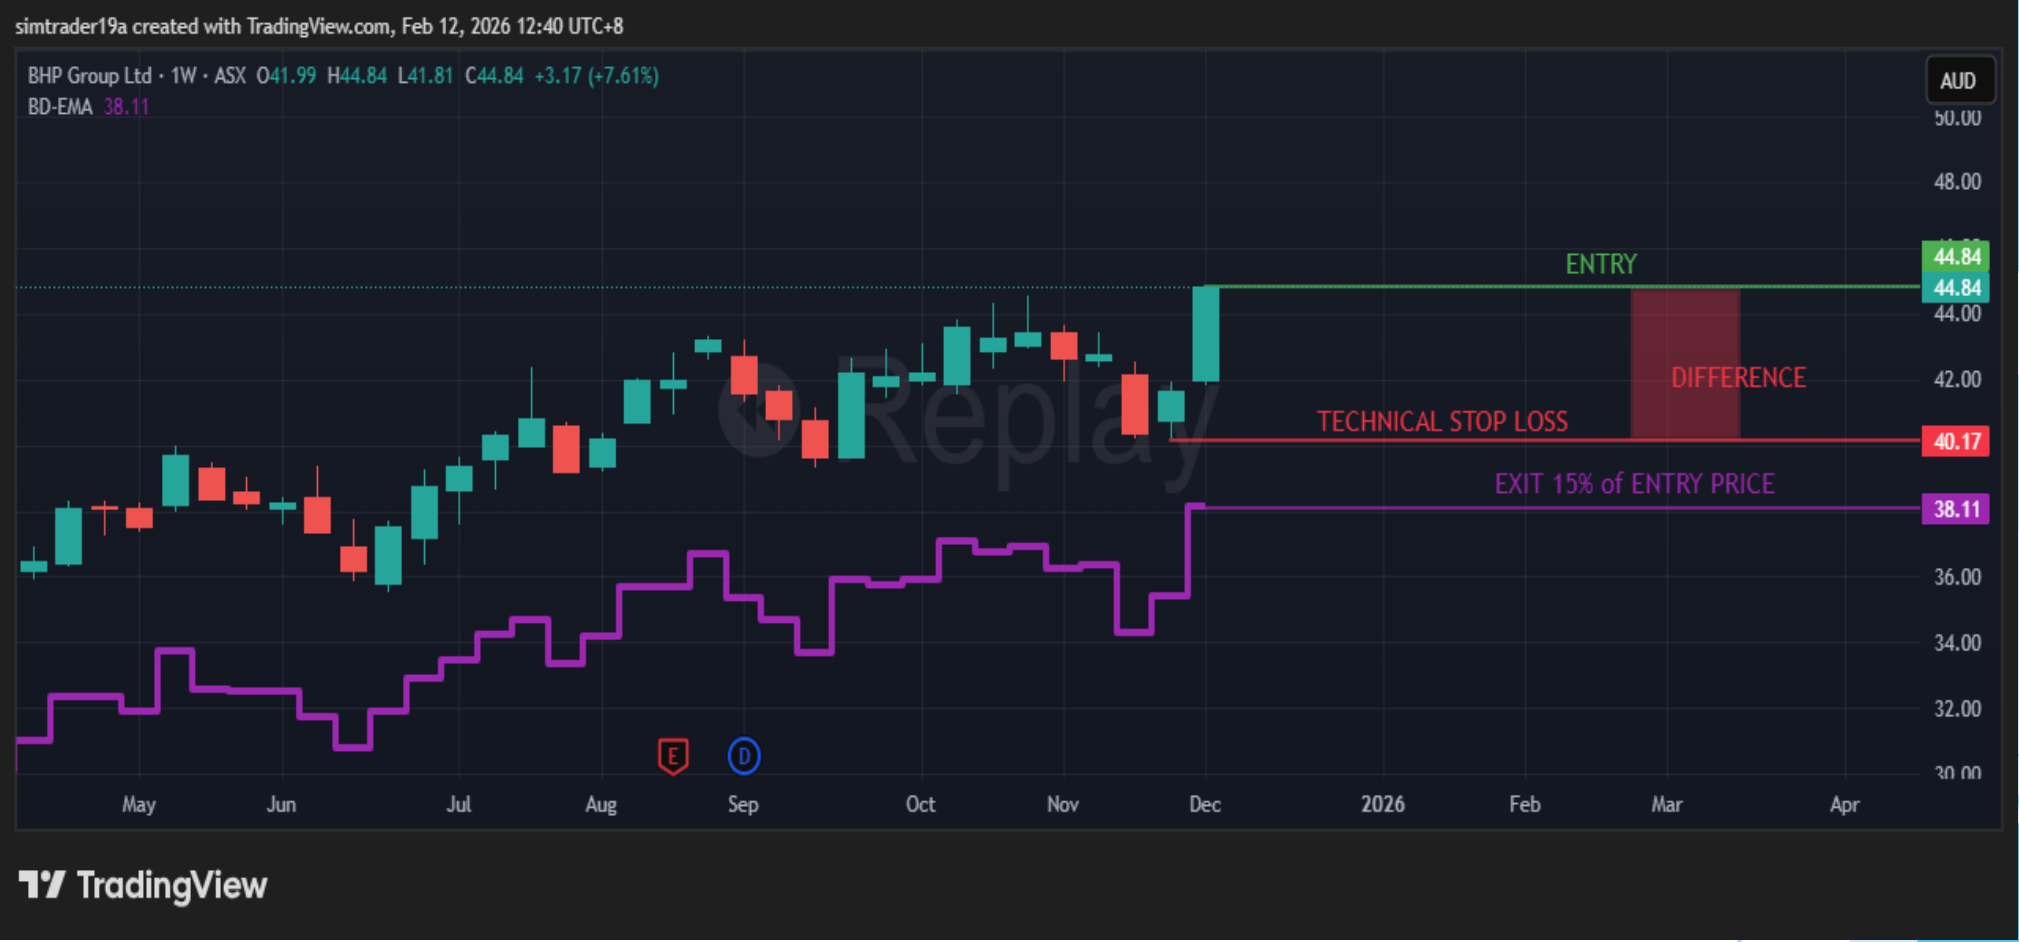 simtrader19a created with TradingView.com, Feb 12, 2026 12:40 UTC+8
BHP Group Ltd · 1W · ASX O41.99 H44.84 L41.81 C44.84 +3.17 (+7.61%)
BD-EMA 38.11
AUD
50.00
48.00
44.84
44.84
44.00
42.00
40.17
38.11
36.00
34.00
32.00
30.00
ENTRY
DIFFERENCE
TECHNICAL STOP LOSS
EXIT 15% of ENTRY PRICE
Replay
E
D
May Jun Jul Aug Sep Oct Nov Dec 2026 Feb Mar Apr
TradingView